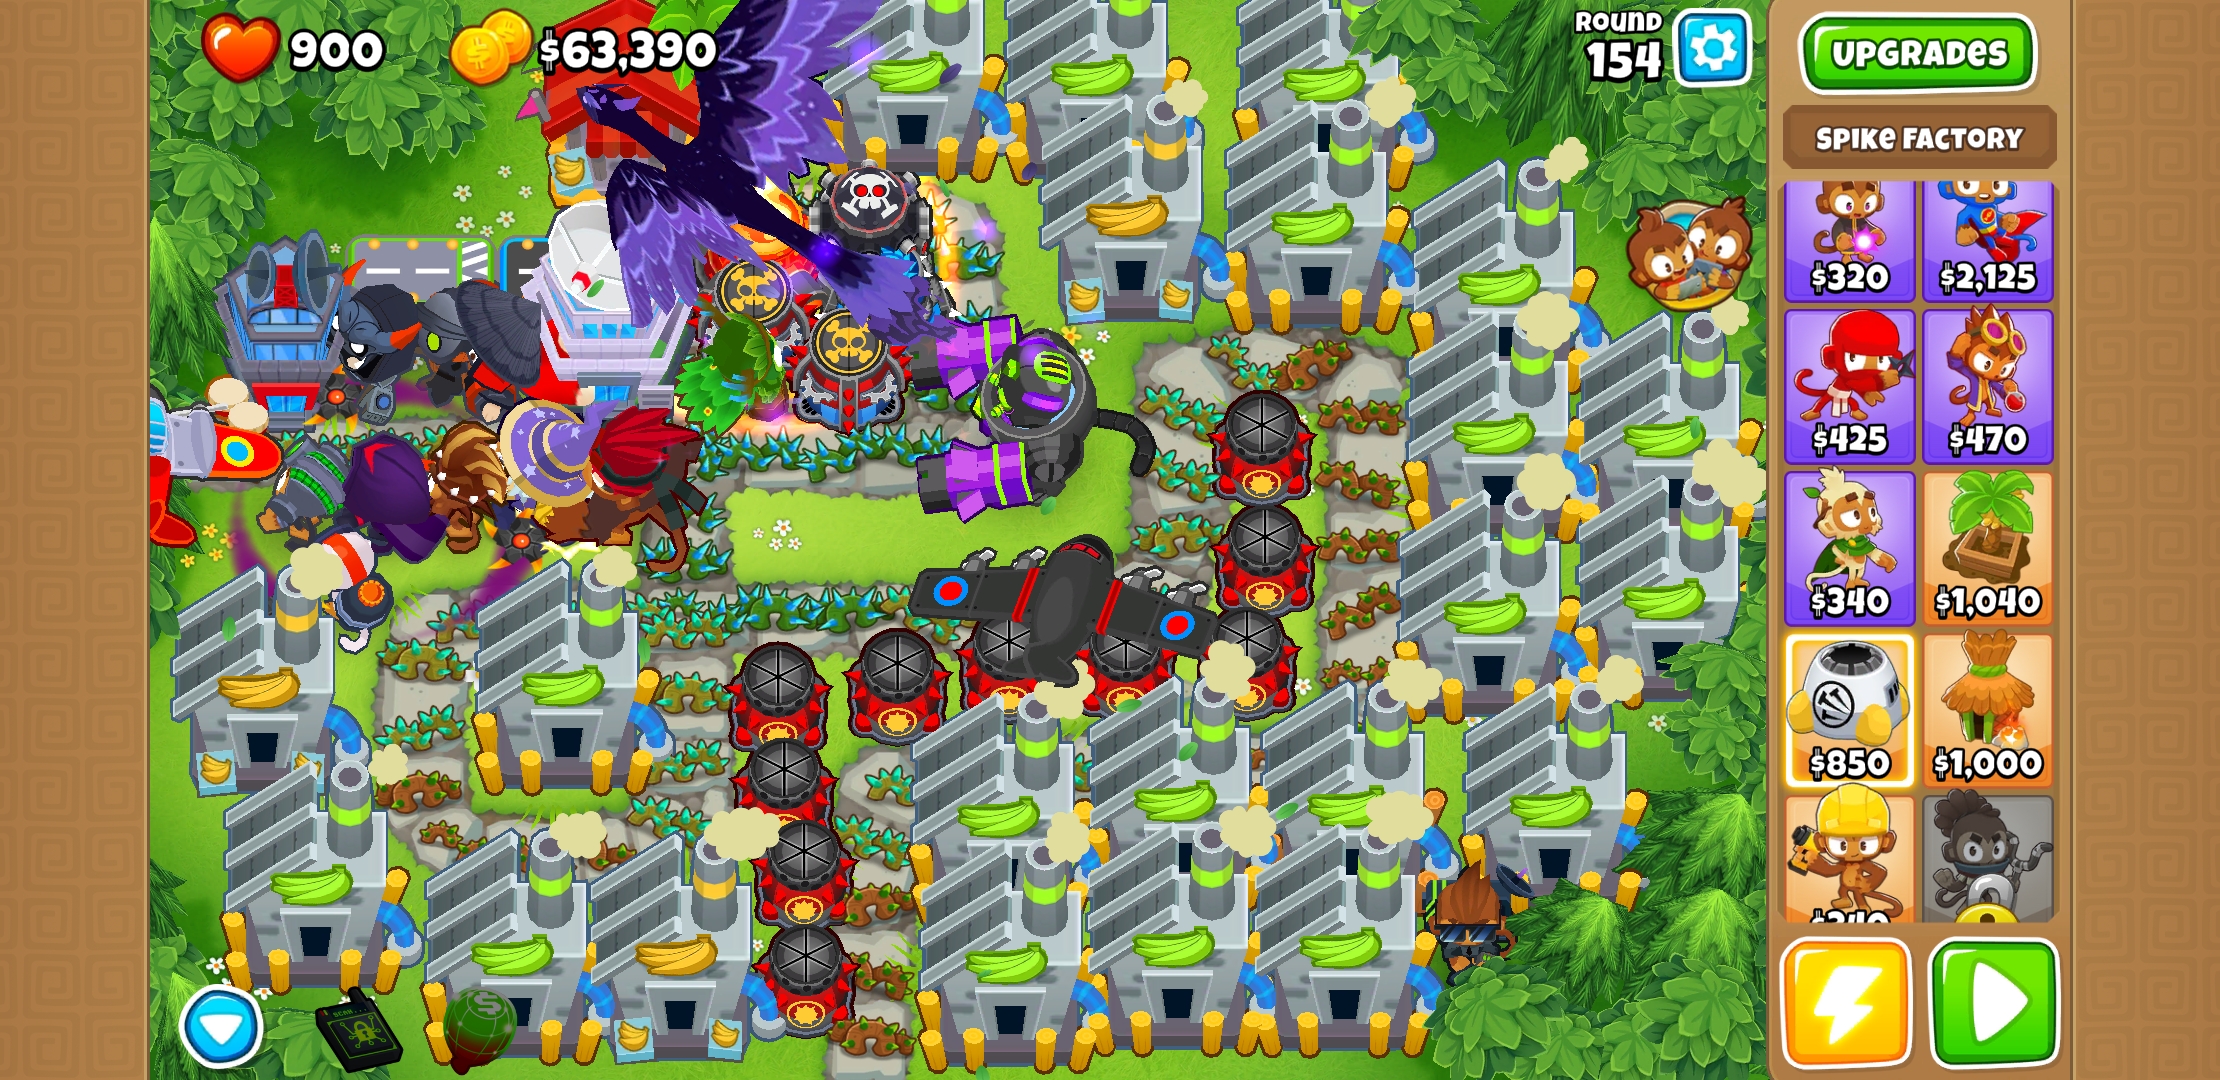 900
$63,390
ROUND
154
UPGRADES
SPIKE FACTORY
$320
$2,125
$425
$470
$340
$1,040
$850
$1,000
SCAN...